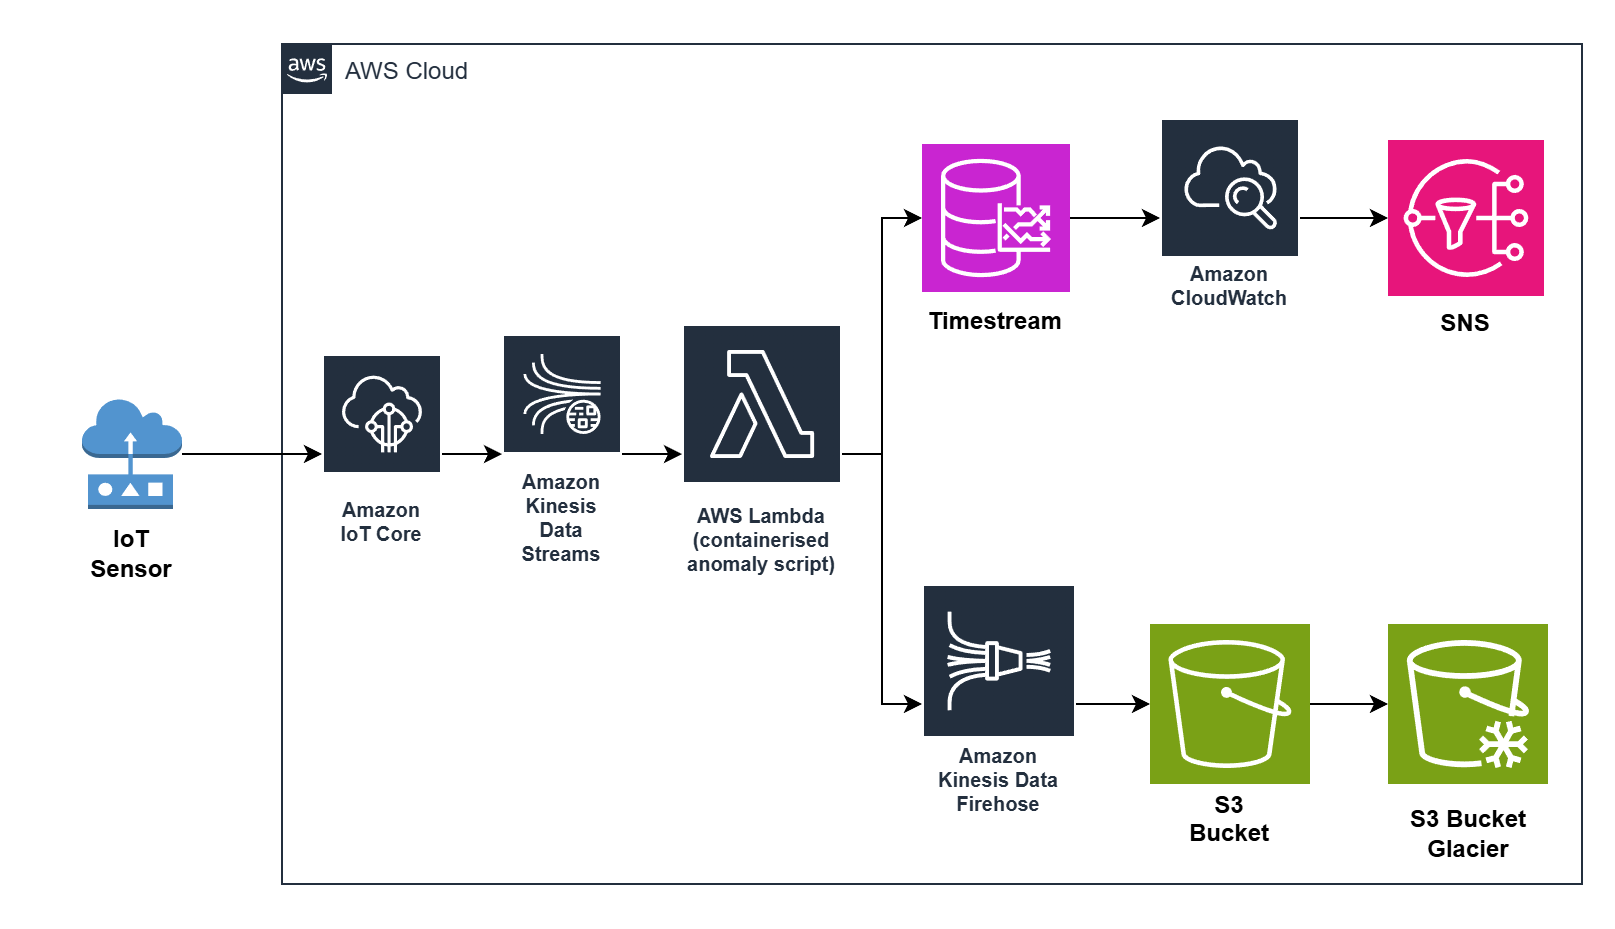 aws
AWS Cloud
Timestream
Amazon
CloudWatch
SNS
IoT
Sensor
Amazon
IoT Core
Amazon
Kinesis
Data
Streams
AWS Lambda
(containerised
anomaly script)
Amazon
Kinesis Data
Firehose
S3
Bucket
S3 Bucket
Glacier